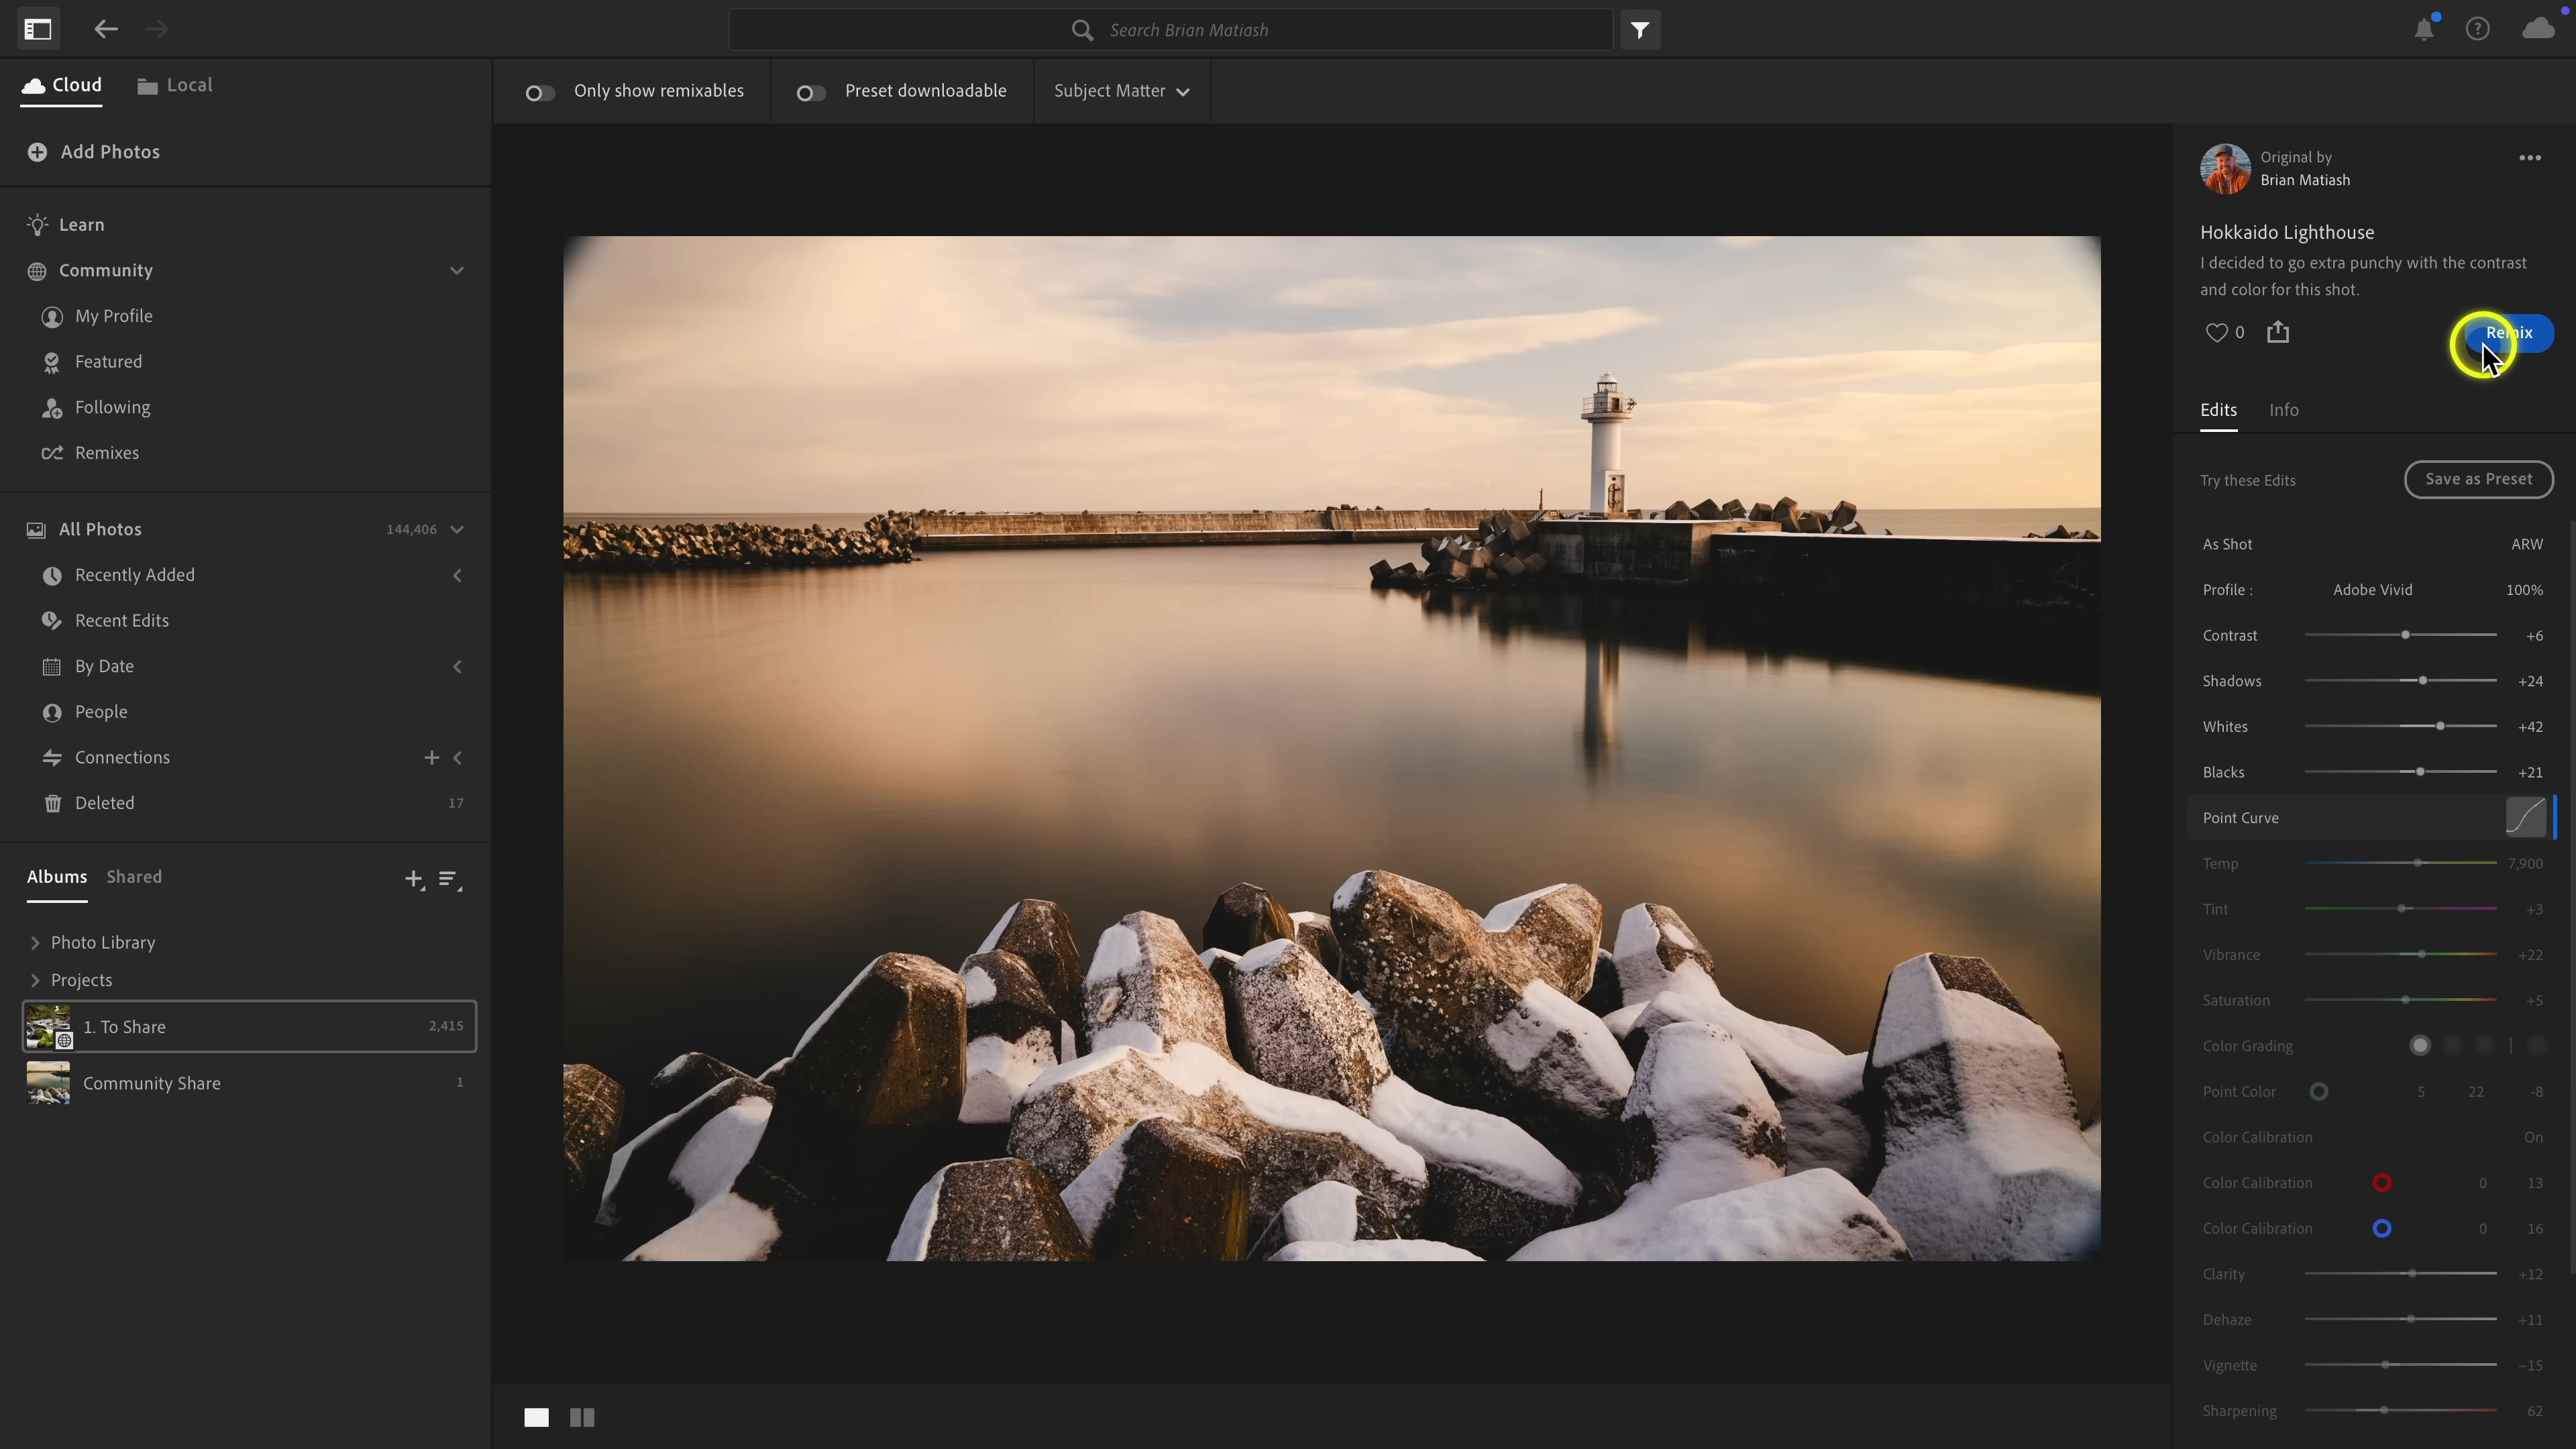 Search Brian Matiash
Cloud
Local
Add Photos
Learn
Community
My Profile
Featured
Following
Remixes
All Photos 144,406
Recently Added
Recent Edits
By Date
People
Connections
Deleted 17
Albums Shared
Photo Library
Projects
1. To Share 2,415
Community Share 1
Only show remixables
Preset downloadable
Subject Matter
Original by
Brian Matiash
Hokkaido Lighthouse
I decided to go extra punchy with the contrast
and color for this shot.
0
Remix
Edits Info
Try these Edits
Save as Preset
As Shot ARW
Profile : Adobe Vivid 100%
Contrast +6
Shadows +24
Whites +42
Blacks +21
Point Curve
Temp 7,900
Tint +3
Vibrance +22
Saturation +5
Color Grading
Point Color 5 22 -8
Color Calibration On
Color Calibration 0 13
Color Calibration 0 16
Clarity +12
Dehaze +11
Vignette −15
Sharpening 62